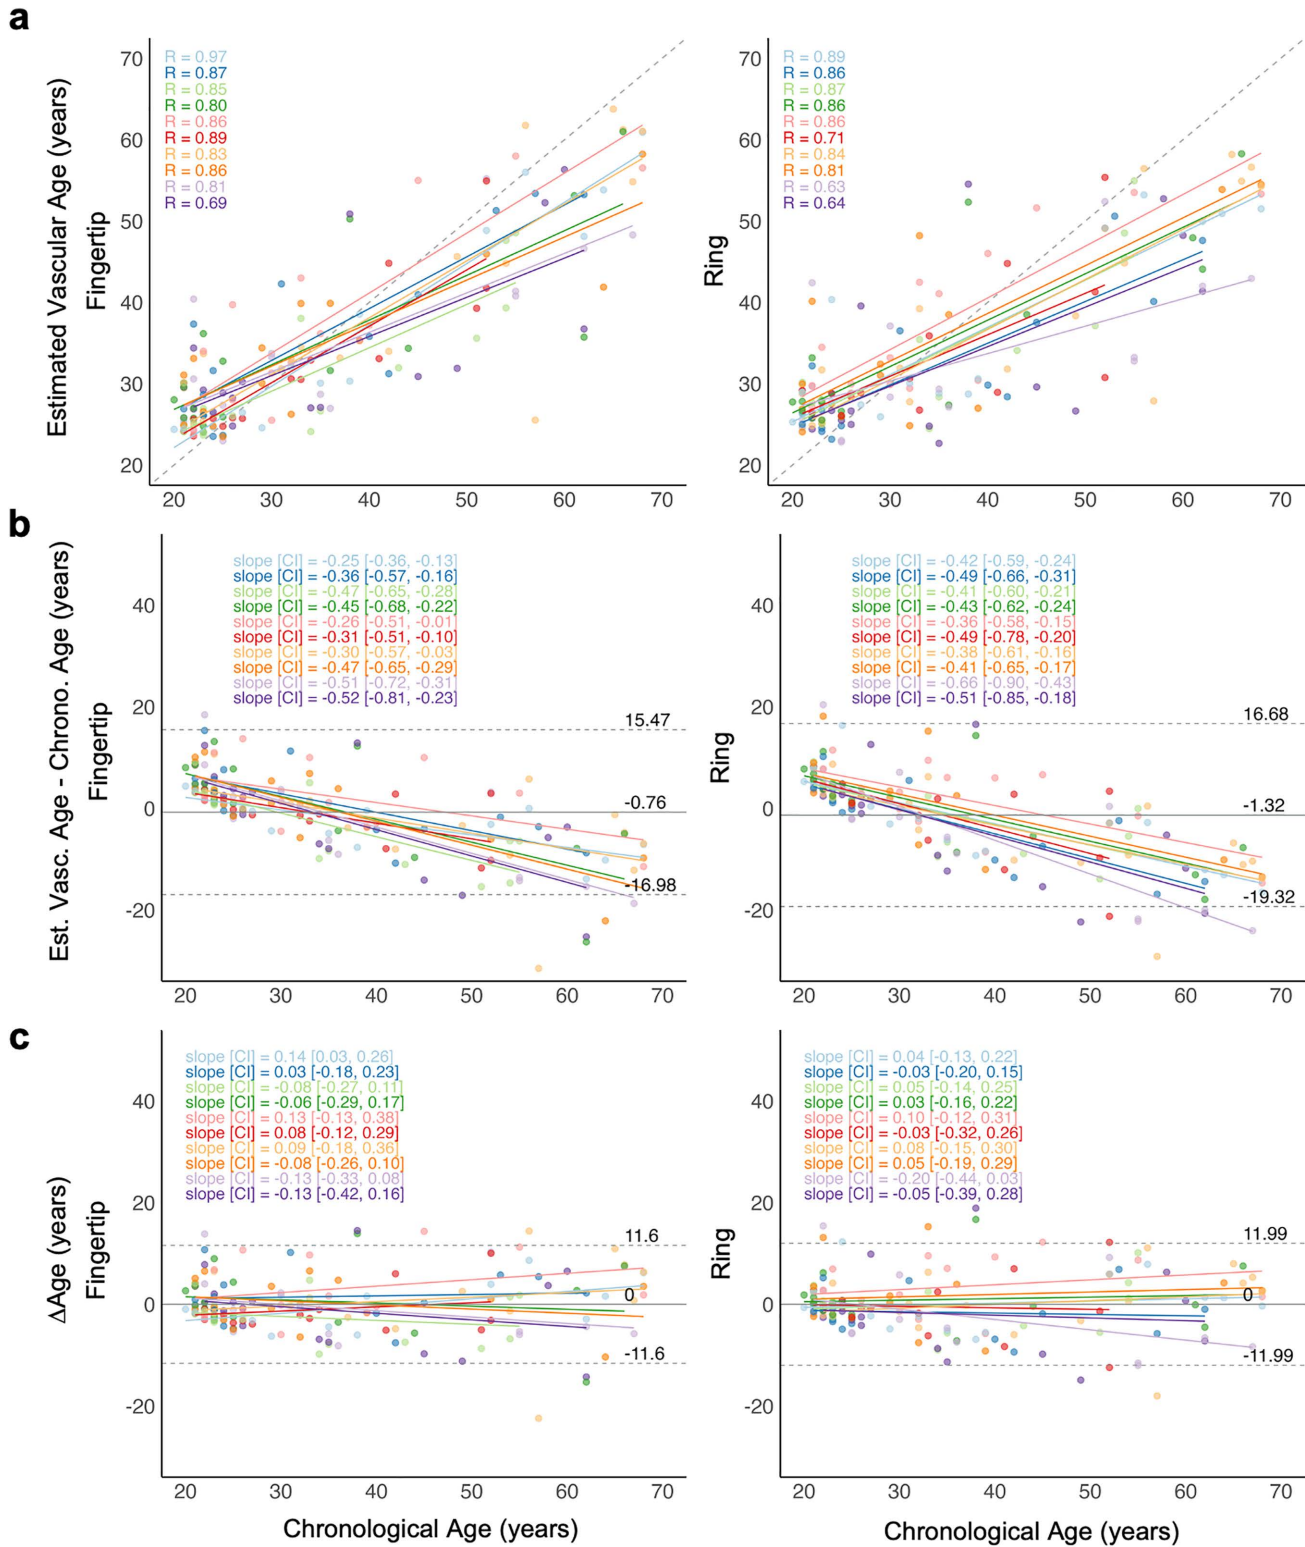 a
Estimated Vascular Age (years)
Fingertip
70
60
50
40
30
20
R = 0.97
R = 0.87
R = 0.85
R = 0.80
R = 0.86
R = 0.89
R = 0.83
R = 0.86
R = 0.81
R = 0.69
20 30 40 50 60 70
Ring
70
60
50
40
30
20
R = 0.89
R = 0.86
R = 0.87
R = 0.86
R = 0.86
R = 0.71
R = 0.84
R = 0.81
R = 0.63
R = 0.64
20 30 40 50 60 70
b
Est. Vasc. Age - Chrono. Age (years)
Fingertip
40
20
0
-20
slope [CI] = -0.25 [-0.36, -0.13]
slope [CI] = -0.36 [-0.57, -0.16]
slope [CI] = -0.47 [-0.65, -0.28]
slope [CI] = -0.45 [-0.68, -0.22]
slope [CI] = -0.26 [-0.51, -0.01]
slope [CI] = -0.31 [-0.51, -0.10]
slope [CI] = -0.30 [-0.57, -0.03]
slope [CI] = -0.47 [-0.65, -0.29]
slope [CI] = -0.51 [-0.72, -0.31]
slope [CI] = -0.52 [-0.81, -0.23]
15.47
-0.76
-16.98
20 30 40 50 60 70
Ring
40
20
0
-20
slope [CI] = -0.42 [-0.59, -0.24]
slope [CI] = -0.49 [-0.66, -0.31]
slope [CI] = -0.41 [-0.60, -0.21]
slope [CI] = -0.43 [-0.62, -0.24]
slope [CI] = -0.36 [-0.58, -0.15]
slope [CI] = -0.49 [-0.78, -0.20]
slope [CI] = -0.38 [-0.61, -0.16]
slope [CI] = -0.41 [-0.65, -0.17]
slope [CI] = -0.66 [-0.90, -0.43]
slope [CI] = -0.51 [-0.85, -0.18]
16.68
-1.32
-19.32
20 30 40 50 60 70
c
ΔAge (years)
Fingertip
40
20
0
-20
slope [CI] = 0.14 [0.03, 0.26]
slope [CI] = 0.03 [-0.18, 0.23]
slope [CI] = -0.08 [-0.27, 0.11]
slope [CI] = -0.06 [-0.29, 0.17]
slope [CI] = 0.13 [-0.13, 0.38]
slope [CI] = 0.08 [-0.12, 0.29]
slope [CI] = 0.09 [-0.18, 0.36]
slope [CI] = -0.08 [-0.26, 0.10]
slope [CI] = -0.13 [-0.33, 0.08]
slope [CI] = -0.13 [-0.42, 0.16]
11.6
0
-11.6
20 30 40 50 60 70
Chronological Age (years)
Ring
40
20
0
-20
slope [CI] = 0.04 [-0.13, 0.22]
slope [CI] = -0.03 [-0.20, 0.15]
slope [CI] = 0.05 [-0.14, 0.25]
slope [CI] = 0.03 [-0.16, 0.22]
slope [CI] = 0.10 [-0.12, 0.31]
slope [CI] = -0.03 [-0.32, 0.26]
slope [CI] = 0.08 [-0.15, 0.30]
slope [CI] = 0.05 [-0.19, 0.29]
slope [CI] = -0.20 [-0.44, 0.03]
slope [CI] = -0.05 [-0.39, 0.28]
11.99
0
-11.99
20 30 40 50 60 70
Chronological Age (years)